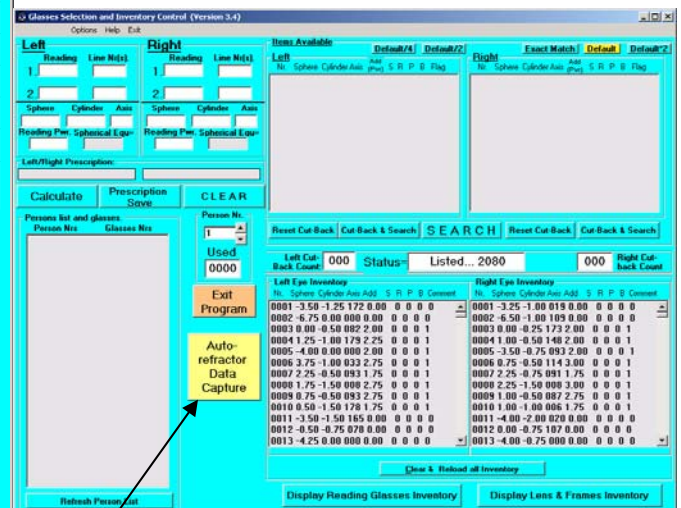 Glasses Selection and Inventory Control (Version 3.4)
Options Help Exit
Left
Reading Line Nr(s).
1.
2.
Sphere Cylinder Axis
Reading Pwr. Spherical Equ=
Right
Reading Line Nr(s).
1.
2.
Sphere Cylinder Axis
Reading Pwr. Spherical Equ=
Left/Right Prescription:
Calculate Prescription Save CLEAR
Persons list and glasses.
Person Nrs Glasses Nrs
Refresh Person List
Person Nr.
1
Used
0000
Exit Program
Auto-refractor Data Capture
Items Available
Default/4 Default/2 Exact Match Default Default*2
Left
Nr. Sphere Cylinder Axis Add (Pwr) S R P B Flag
Right
Nr. Sphere Cylinder Axis Add (Pwr) S R P B Flag
Reset Cut-Back Cut-Back & Search SEARCH Reset Cut-Back Cut-Back & Search
Left Cut-Back Count: 000 Status= Listed... 2080 000 Right Cut-back Count
Left Eye Inventory
Nr. Sphere Cylinder Axis Add S R P B Comment
0001 -3.50 -1.25 172 0.00 0 0 0 0
0002 -6.75 0.00 000 0.00 0 0 0 0
0003 0.00 -0.50 082 2.00 0 0 0 1
0004 1.25 -1.00 179 2.25 0 0 0 1
0005 -4.00 0.00 000 2.00 0 0 0 1
0006 3.75 -1.00 033 2.75 0 0 0 1
0007 2.25 -0.50 093 1.75 0 0 0 1
0008 1.75 -1.50 008 2.75 0 0 0 1
0009 0.75 -0.50 093 2.75 0 0 0 1
0010 0.50 -1.50 178 1.75 0 0 0 1
0011 -3.50 -1.50 165 0.00 0 0 0 0
0012 -0.50 -0.75 078 0.00 0 0 0 0
0013 -4.25 0.00 000 0.00 0 0 0 0
Right Eye Inventory
Nr. Sphere Cylinder Axis Add S R P B Comment
0001 -3.25 -1.00 019 0.00 0 0 0 0
0002 -6.50 -1.00 109 0.00 0 0 0 0
0003 0.00 -0.25 173 2.00 0 0 0 1
0004 1.00 -0.50 148 2.00 0 0 0 1
0005 -3.50 -0.75 093 2.00 0 0 0 1
0006 0.75 -0.50 114 3.00 0 0 0 1
0007 2.25 -0.75 091 1.75 0 0 0 1
0008 2.25 -1.50 008 3.00 0 0 0 1
0009 1.00 -0.50 087 2.75 0 0 0 1
0010 1.00 -1.00 006 1.75 0 0 0 1
0011 -4.00 -2.00 020 0.00 0 0 0 0
0012 0.00 -0.75 107 0.00 0 0 0 0
0013 -4.00 -0.75 000 0.00 0 0 0 0
Clear & Reload all Inventory
Display Reading Glasses Inventory Display Lens & Frames Inventory